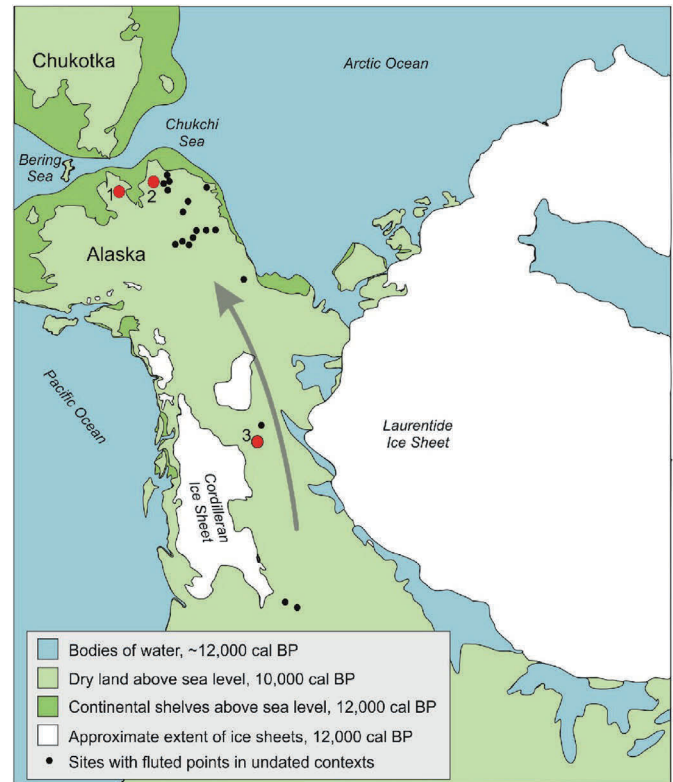 Chukotka
Arctic Ocean
Chukchi
Sea
Bering
Sea
1
2
Alaska
Pacific Ocean
3
Laurentide
Ice Sheet
Cordilleran
Ice Sheet
Bodies of water, ~12,000 cal BP
Dry land above sea level, 10,000 cal BP
Continental shelves above sea level, 12,000 cal BP
Approximate extent of ice sheets, 12,000 cal BP
Sites with fluted points in undated contexts